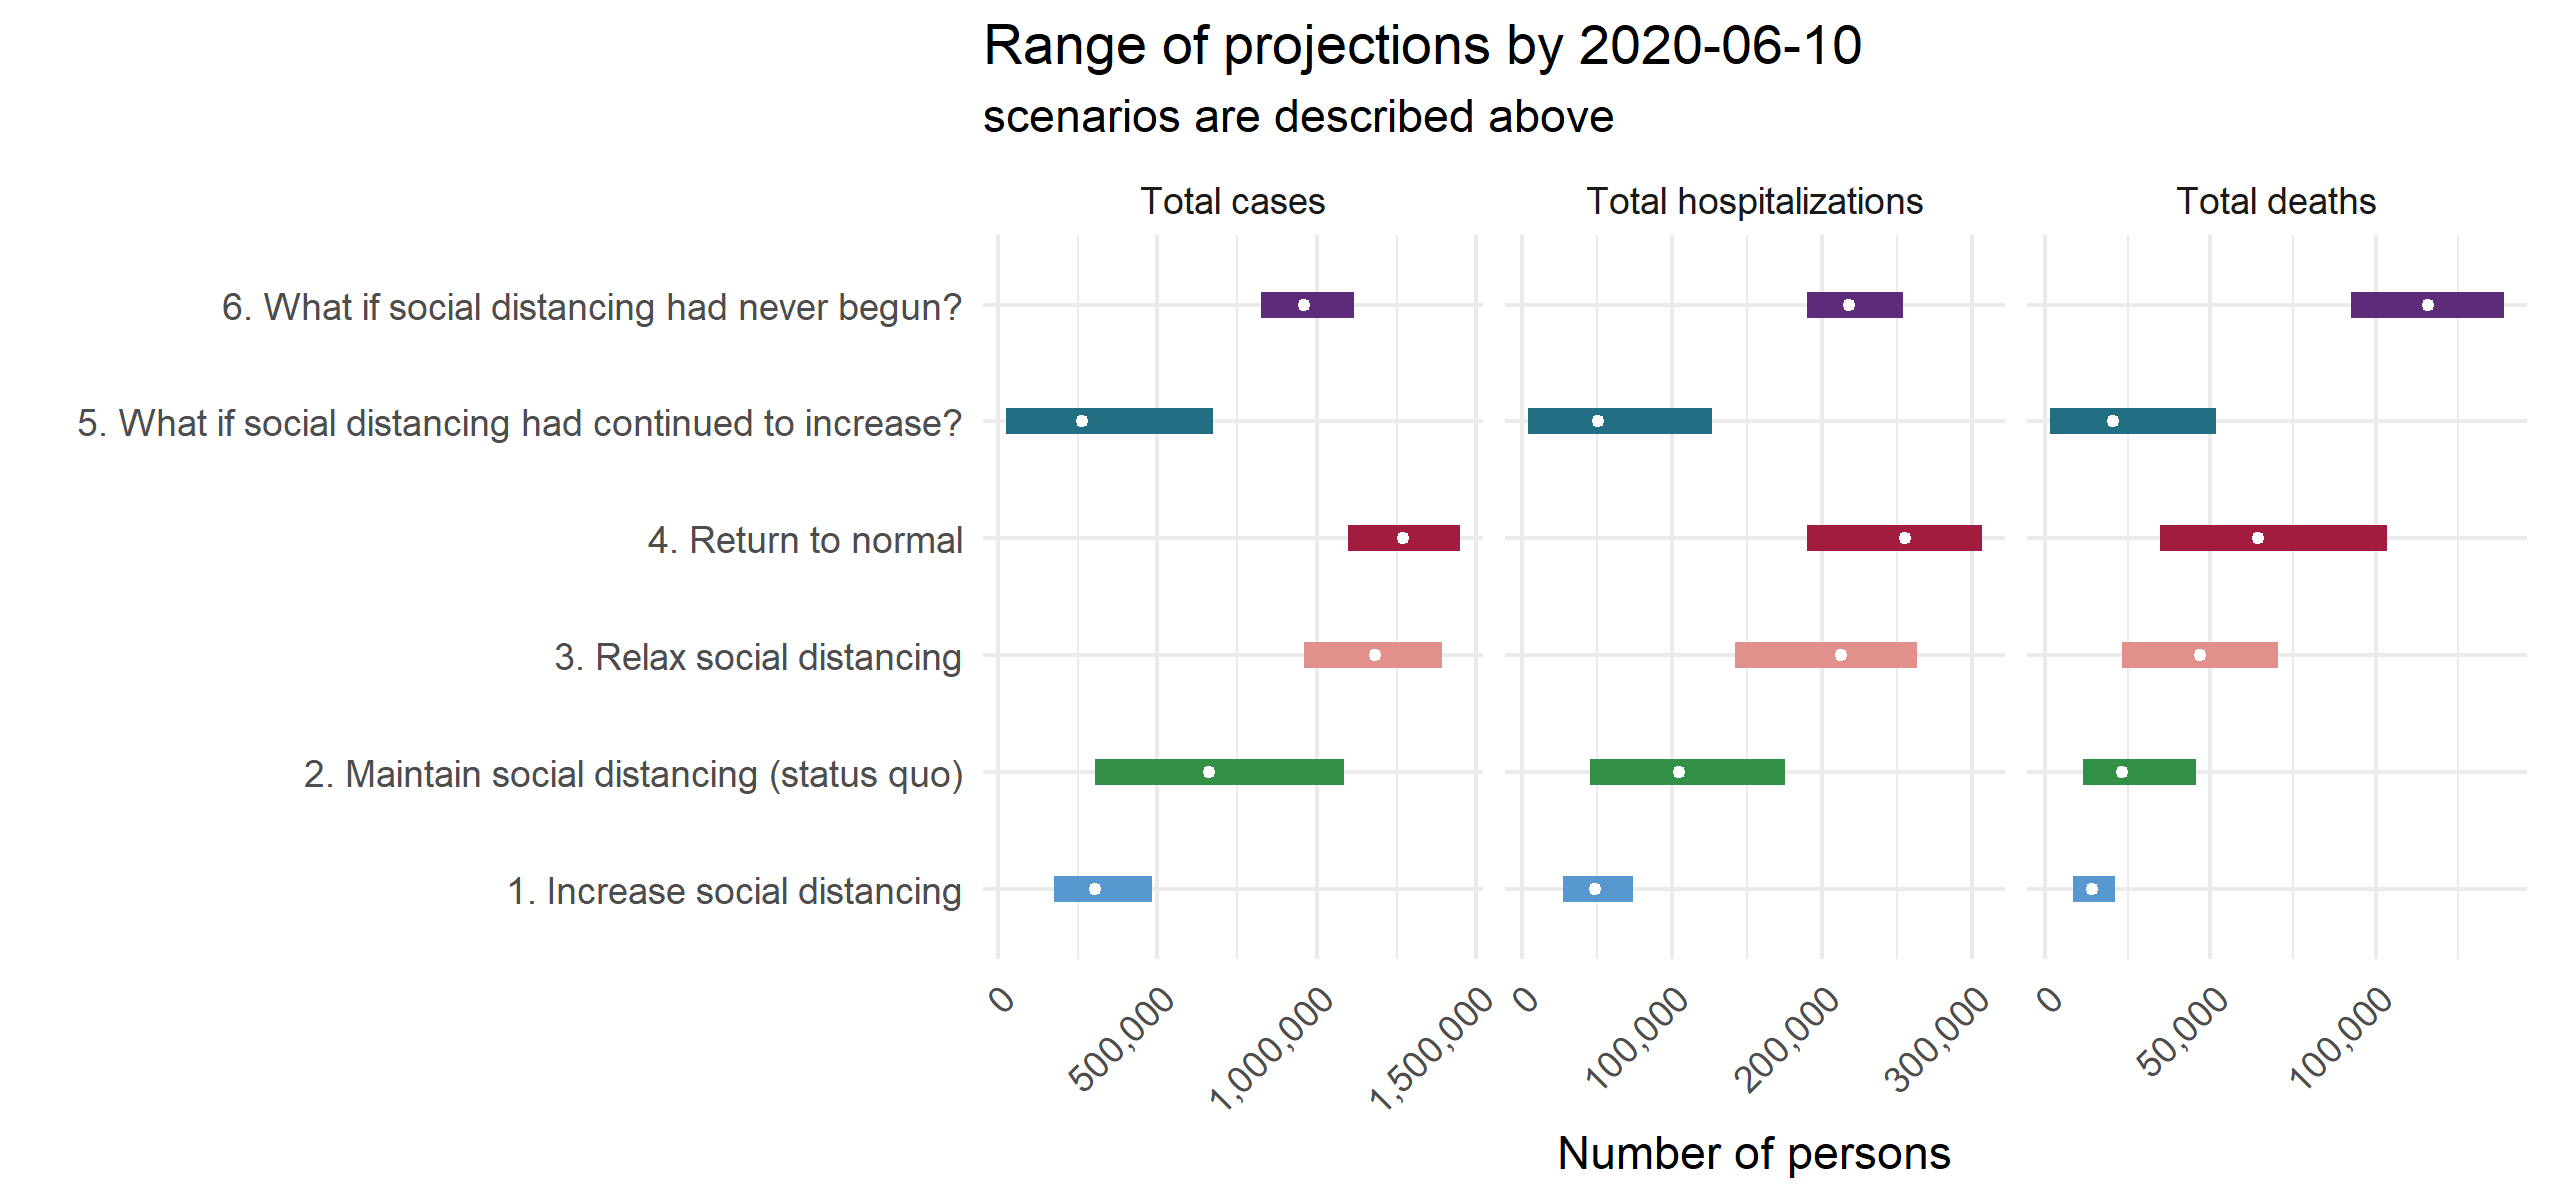 Range of projections by 2020-06-10
scenarios are described above
Total cases
Total hospitalizations
Total deaths
6. What if social distancing had never begun?
5. What if social distancing had continued to increase?
4. Return to normal
3. Relax social distancing
2. Maintain social distancing (status quo)
1. Increase social distancing
0
500,000
1,000,000
1,500,000
0
100,000
200,000
300,000
0
50,000
100,000
Number of persons